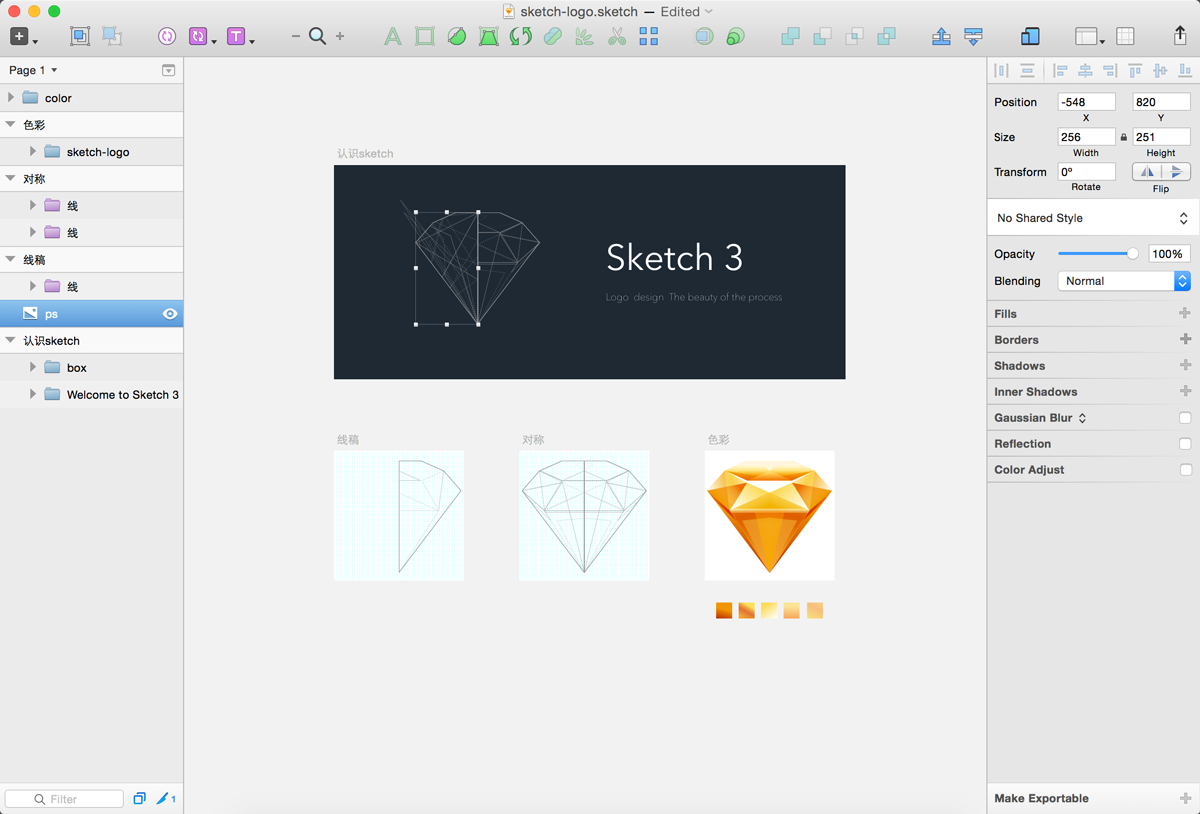 sketch-logo.sketch — Edited
Page 1
color
色彩
sketch-logo
对称
线
线
线稿
线
ps
认识sketch
box
Welcome to Sketch 3
Filter
1
认识sketch
Sketch 3
Logo design The beauty of the process
线稿
对称
色彩
Position
-548
820
X
Y
Size
256
251
Width
Height
Transform
0º
Rotate
Flip
No Shared Style
Opacity
100%
Blending
Normal
Fills
Borders
Shadows
Inner Shadows
Gaussian Blur
Reflection
Color Adjust
Make Exportable